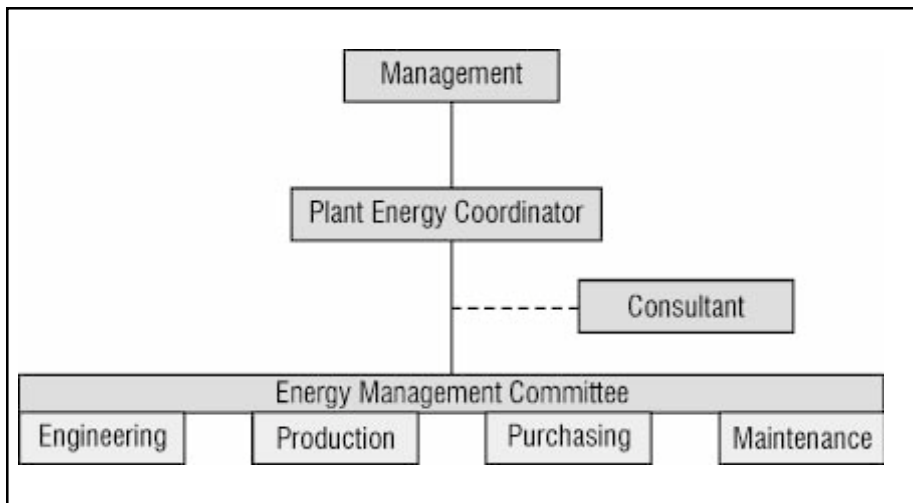 Management
Plant Energy Coordinator
Consultant
Energy Management Committee
Engineering
Production
Purchasing
Maintenance